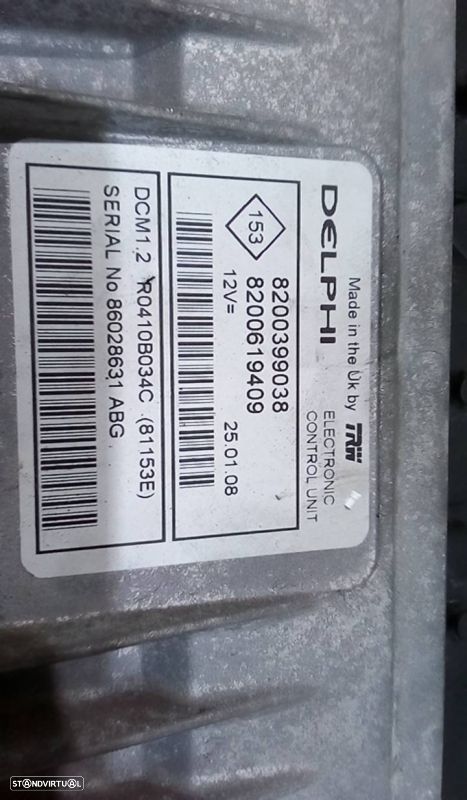 Made in the Uk by TRW
DELPHI
ELECTRONIC
CONTROL UNIT
153
8200399038
8200619409
12V=
25.01.08
DCM1.2 R0410B034C (81153E)
SERIAL No 86028631 ABG
STANDVIRTUAL